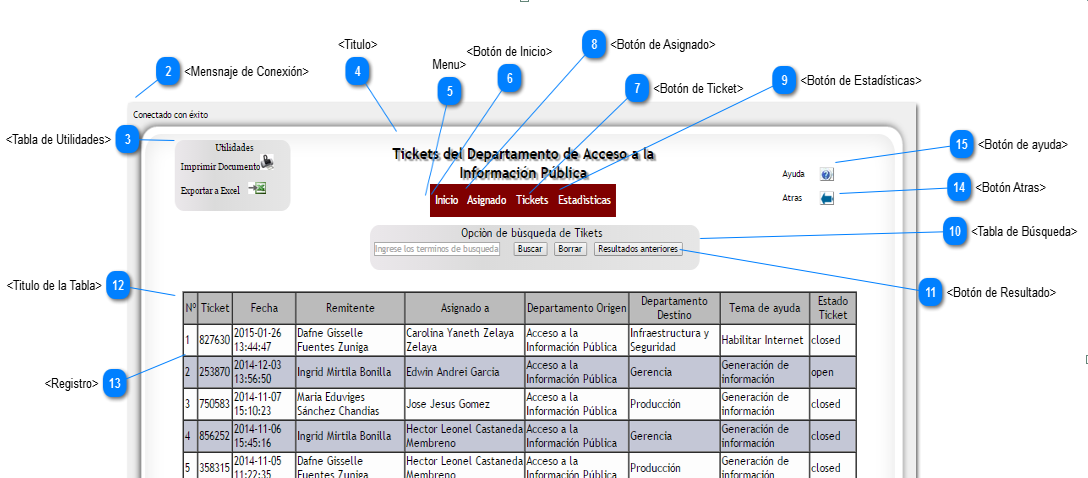 <Titulo>
4
Menu>
5
<Botón de Inicio>
6
8
<Botón de Asignado>
2
<Mensnaje de Conexión>
7
<Botón de Ticket>
9
<Botón de Estadísticas>
Conectado con éxito
<Tabla de Utilidades>
3
Utilidades
Imprimir Documento
Exportar a Excel
Tickets del Departamento de Acceso a la
Información Pública
Inicio Asignado Tickets Estadisticas
Ayuda
15
<Botón de ayuda>
Atras
14
<Botón Atras>
Opciòn de bùsqueda de Tikets
Ingrese los terminos de busqueda Buscar Borrar Resultados anteriores
10
<Tabla de Búsqueda>
11
<Botón de Resultado>
<Titulo de la Tabla>
12
Nº Ticket Fecha Remitente Asignado a Departamento Origen Departamento Destino Tema de ayuda Estado Ticket
1 827630 2015-01-26 13:44:47 Dafne Gisselle Fuentes Zuniga Carolina Yaneth Zelaya Zelaya Acceso a la Información Pública Infraestructura y Seguridad Habilitar Internet closed
<Registro>
13
2 253870 2014-12-03 13:56:50 Ingrid Mirtila Bonilla Edwin Andrei Garcia Acceso a la Información Pública Gerencia Generación de información open
3 750583 2014-11-07 15:10:23 Maria Eduviges Sánchez Chandias Jose Jesus Gomez Acceso a la Información Pública Producción Generación de información closed
4 856252 2014-11-06 15:45:16 Ingrid Mirtila Bonilla Hector Leonel Castaneda Membreno Acceso a la Información Pública Gerencia Generación de información closed
5 358315 2014-11-05 11:22:35 Dafne Gisselle Fuentes Zuniga Hector Leonel Castaneda Membreno Acceso a la Información Pública Producción Generación de información closed